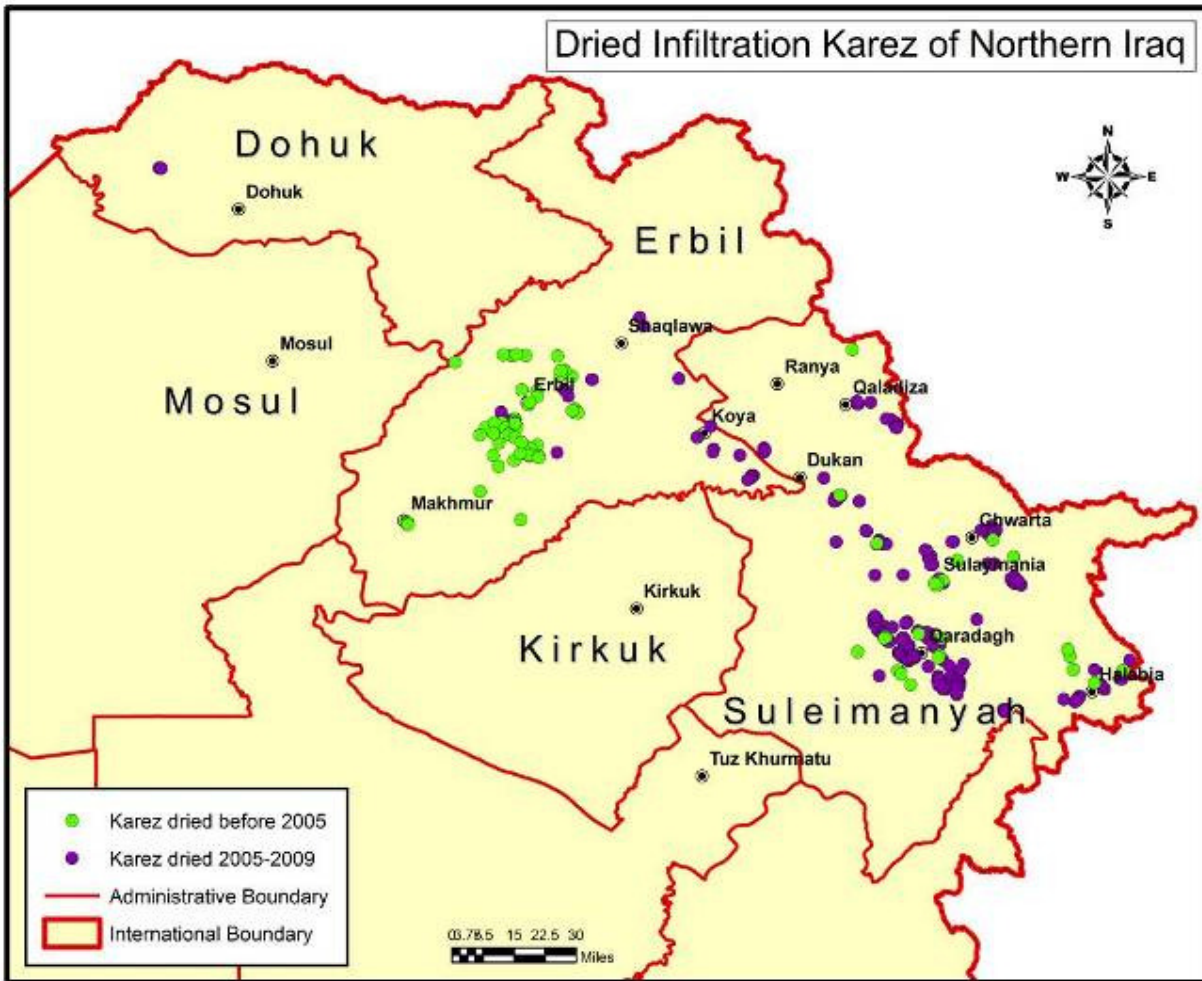 Dried Infiltration Karez of Northern Iraq
N
W E
S
Dohuk
Dohuk
Erbil
Shaqlawa
Mosul
Mosul
Ranya
Erbil
Qaladiza
Koya
Dukan
Makhmur
Chwarta
Sulaymania
Kirkuk
Kirkuk
Qaradagh
Halabja
Suleimanyah
Tuz Khurmatu
Karez dried before 2005
Karez dried 2005-2009
Administrative Boundary
International Boundary
15 22.5 30
Miles